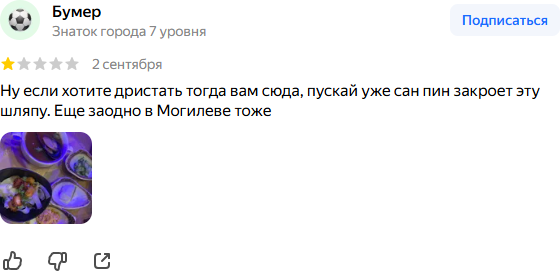 Бумер
Знаток города 7 уровня
Подписаться
2 сентября
Ну если хотите дристать тогда вам сюда, пускай уже сан пин закроет эту
шляпу. Еще заодно в Могилеве тоже